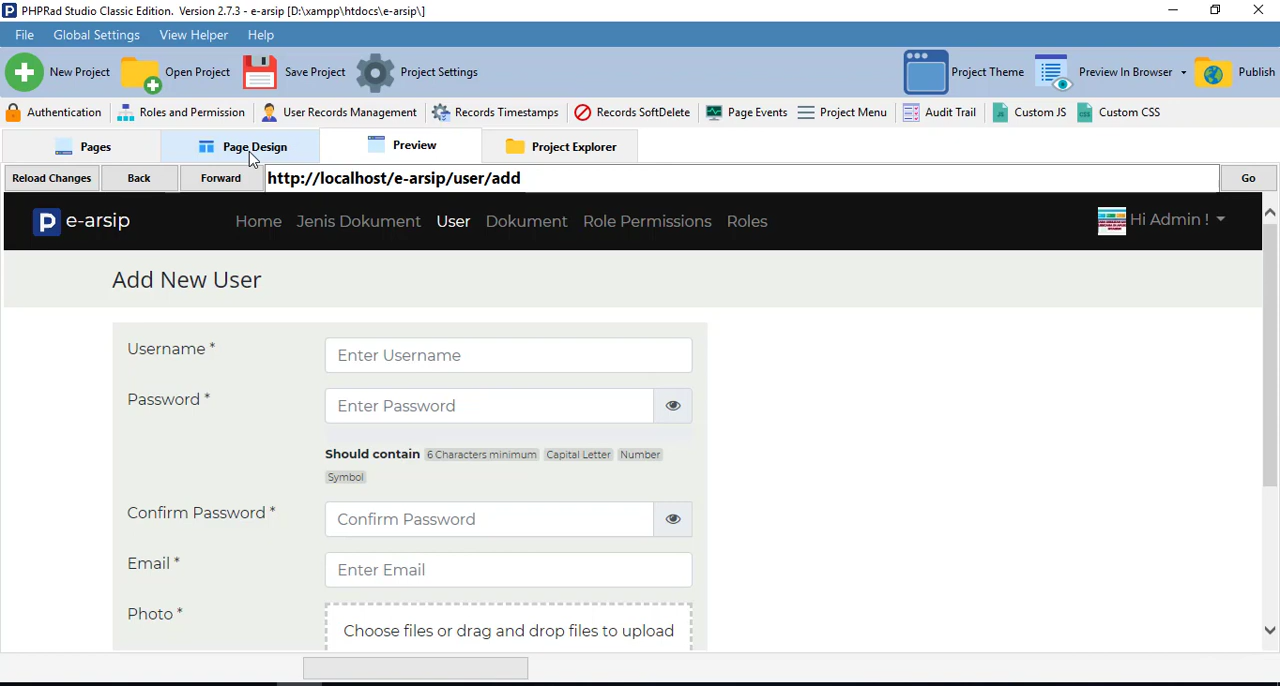 PHPRad Studio Classic Edition. Version 2.7.3 - e-arsip [D:\xampp\htdocs\e-arsip\]
File Global Settings View Helper Help
New Project Open Project Save Project Project Settings Project Theme Preview In Browser Publish
Authentication Roles and Permission User Records Management Records Timestamps Records SoftDelete Page Events Project Menu Audit Trail Custom JS Custom CSS
Pages Page Design Preview Project Explorer
Reload Changes Back Forward http://localhost/e-arsip/user/add Go
P e-arsip Home Jenis Dokument User Dokument Role Permissions Roles Hi Admin !
Add New User
Username * Enter Username
Password * Enter Password
Should contain 6 Characters minimum Capital Letter Number
Symbol
Confirm Password * Confirm Password
Email * Enter Email
Photo *
Choose files or drag and drop files to upload